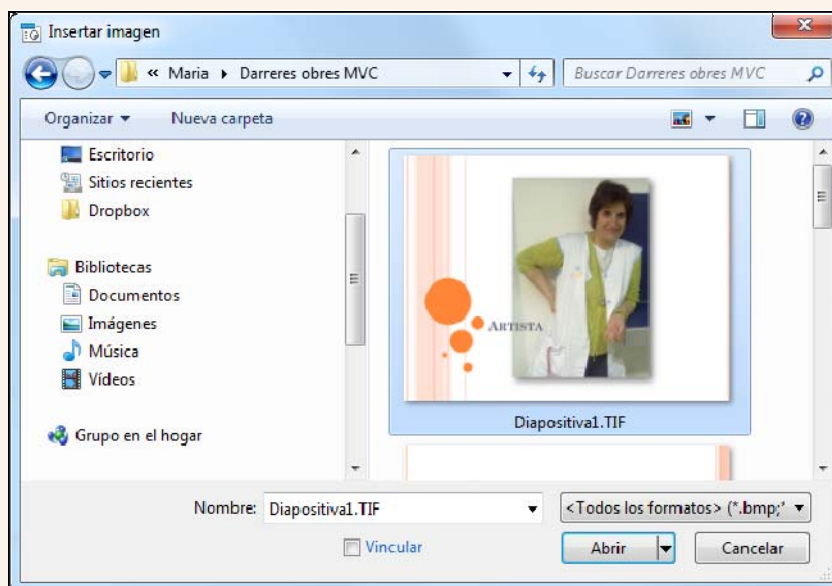 Insertar imagen
« Maria Darreres obres MVC
Buscar Darreres obres MVC
Organizar Nueva carpeta
Escritorio
Sitios recientes
Dropbox
Bibliotecas
Documentos
Imágenes
Música
Vídeos
Grupo en el hogar
ARTISTA
Diapositiva1.TIF
Nombre: Diapositiva1.TIF
<Todos los formatos> (*.bmp;*
Vincular
Abrir Cancelar